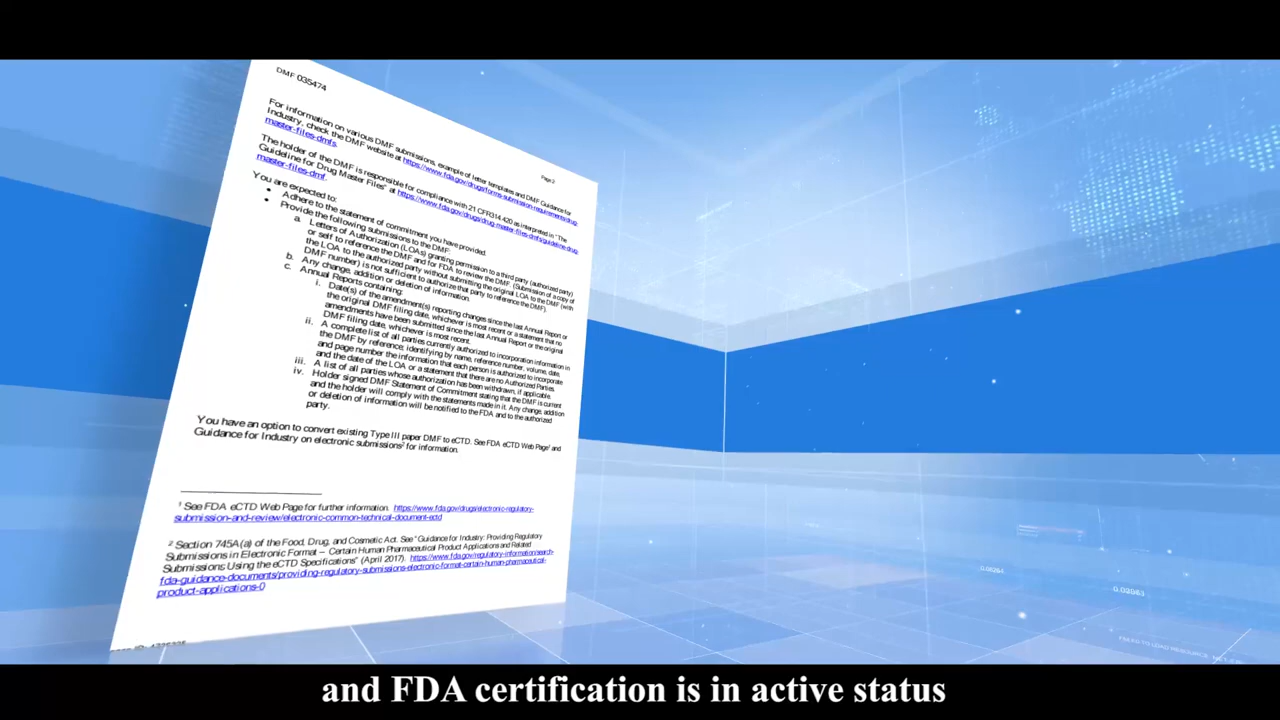 DMF 035474
Page 2
For information on various DMF submissions, example of letter templates and DMF Guidance for
Industry, check the DMF website at https://www.fda.gov/drugs/forms-submission-requirements/drug-
master-files-dmfs.
The holder of the DMF is responsible for compliance with 21 CFR314.420 as interpreted in "The
Guideline for Drug Master Files" at https://www.fda.gov/drugs/drug-master-files-dmfs/guideline-drug-
master-files-dmf.
You are expected to:
• Adhere to the statement of commitment you have provided.
• Provide the following submissions to the DMF:
a. Letters of Authorization (LOAs) granting permission to a third party (authorized party)
or self to reference the DMF and for FDA to review the DMF. (Submission of a copy of
the LOA to the authorized party without submitting the original LOA to the DMF (with
DMF number) is not sufficient to authorize that party to reference the DMF).
b. Any change, addition or deletion of information.
c. Annual Reports containing:
i. Date(s) of the amendment(s) reporting changes since the last Annual Report or
the original DMF filing date, whichever is most recent or a statement that no
amendments have been submitted since the last Annual Report or the original
DMF filing date, whichever is most recent.
ii. A complete list of all parties currently authorized to incorporation information in
the DMF by reference; identifying by name, reference number, volume, date,
and page number the information that each person is authorized to incorporate
and the date of the LOA or a statement that there are no Authorized Parties
iii. A list of all parties whose authorization has been withdrawn, if applicable.
iv. Holder signed DMF Statement of Commitment stating that the DMF is current
and the holder will comply with the statements made in it. Any change, addition
or deletion of information will be notified to the FDA and to the authorized
party.
You have an option to convert existing Type III paper DMF to eCTD. See FDA eCTD Web Page¹ and
Guidance for Industry on electronic submissions² for information.
¹ See FDA eCTD Web Page for further information. https://www.fda.gov/drugs/electronic-regulatory-
submission-and-review/electronic-common-technical-document-ectd
² Section 745A(a) of the Food, Drug, and Cosmetic Act. See "Guidance for Industry: Providing Regulatory
Submissions in Electronic Format – Certain Human Pharmaceutical Product Applications and Related
Submissions Using the eCTD Specifications" (April 2017). https://www.fda.gov/regulatory-information/search-
fda-guidance-documents/providing-regulatory-submissions-electronic-format-certain-human-pharmaceutical-
product-applications-0
and FDA certification is in active status